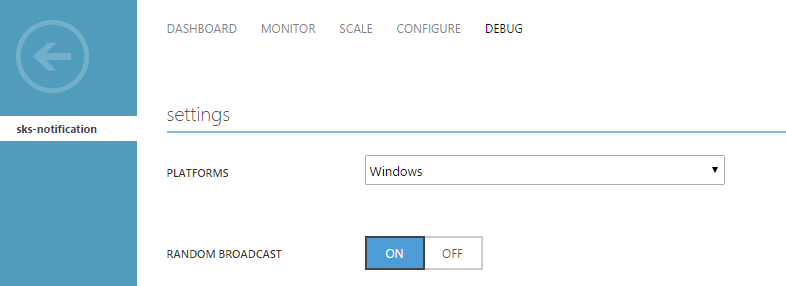 DASHBOARD MONITOR SCALE CONFIGURE DEBUG
settings
sks-notification
PLATFORMS Windows
RANDOM BROADCAST ON OFF